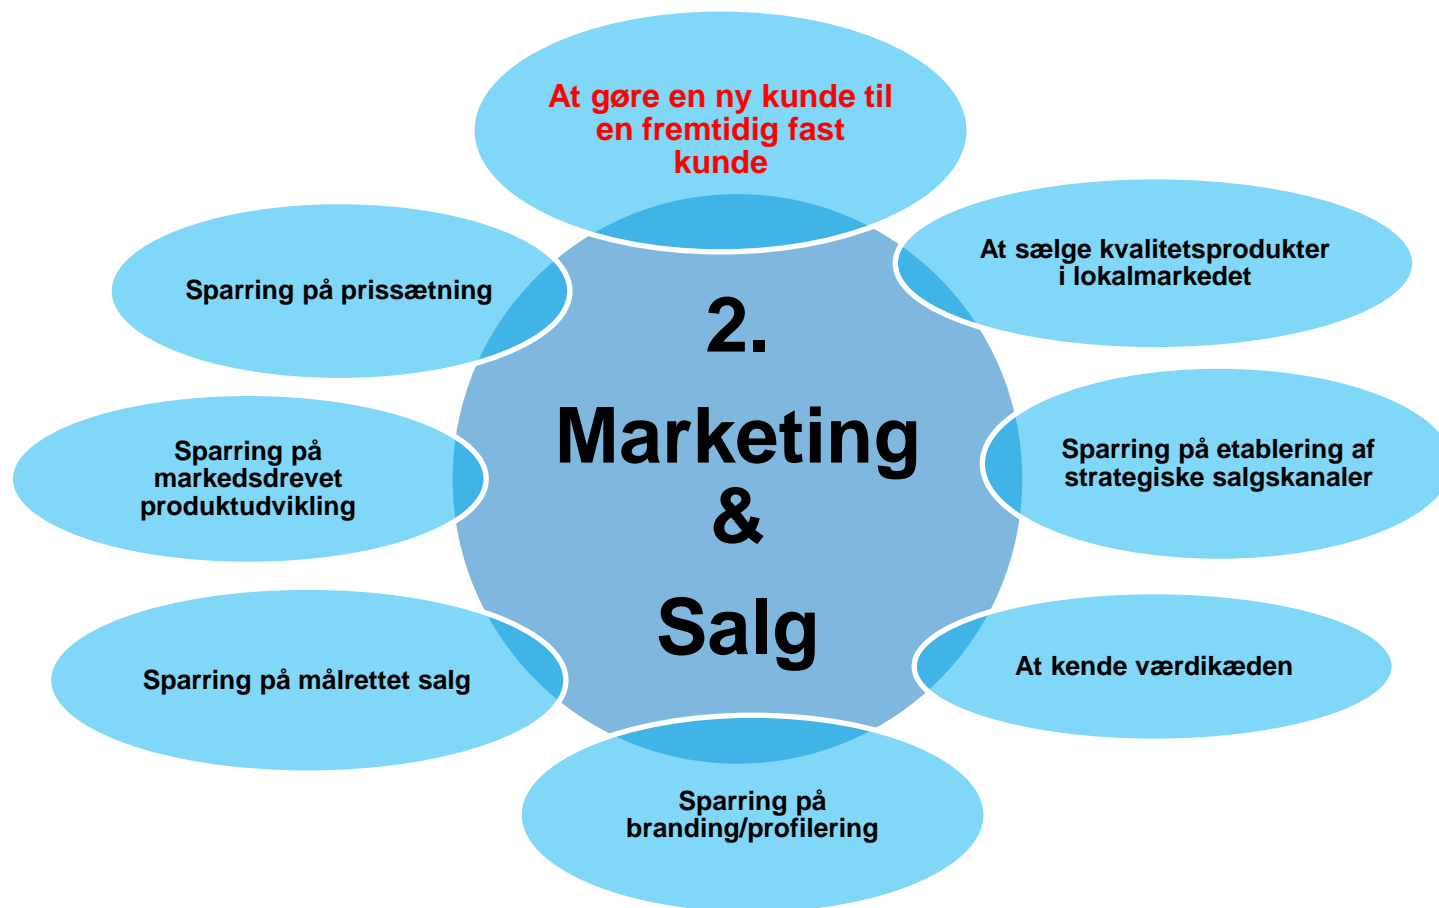 At gøre en ny kunde til
en fremtidig fast
kunde
At sælge kvalitetsprodukter
i lokalmarkedet
Sparring på etablering af
strategiske salgskanaler
At kende værdikæden
Sparring på
branding/profilering
Sparring på målrettet salg
Sparring på
markedsdrevet
produktudvikling
Sparring på prissætning
2.
Marketing
&
Salg